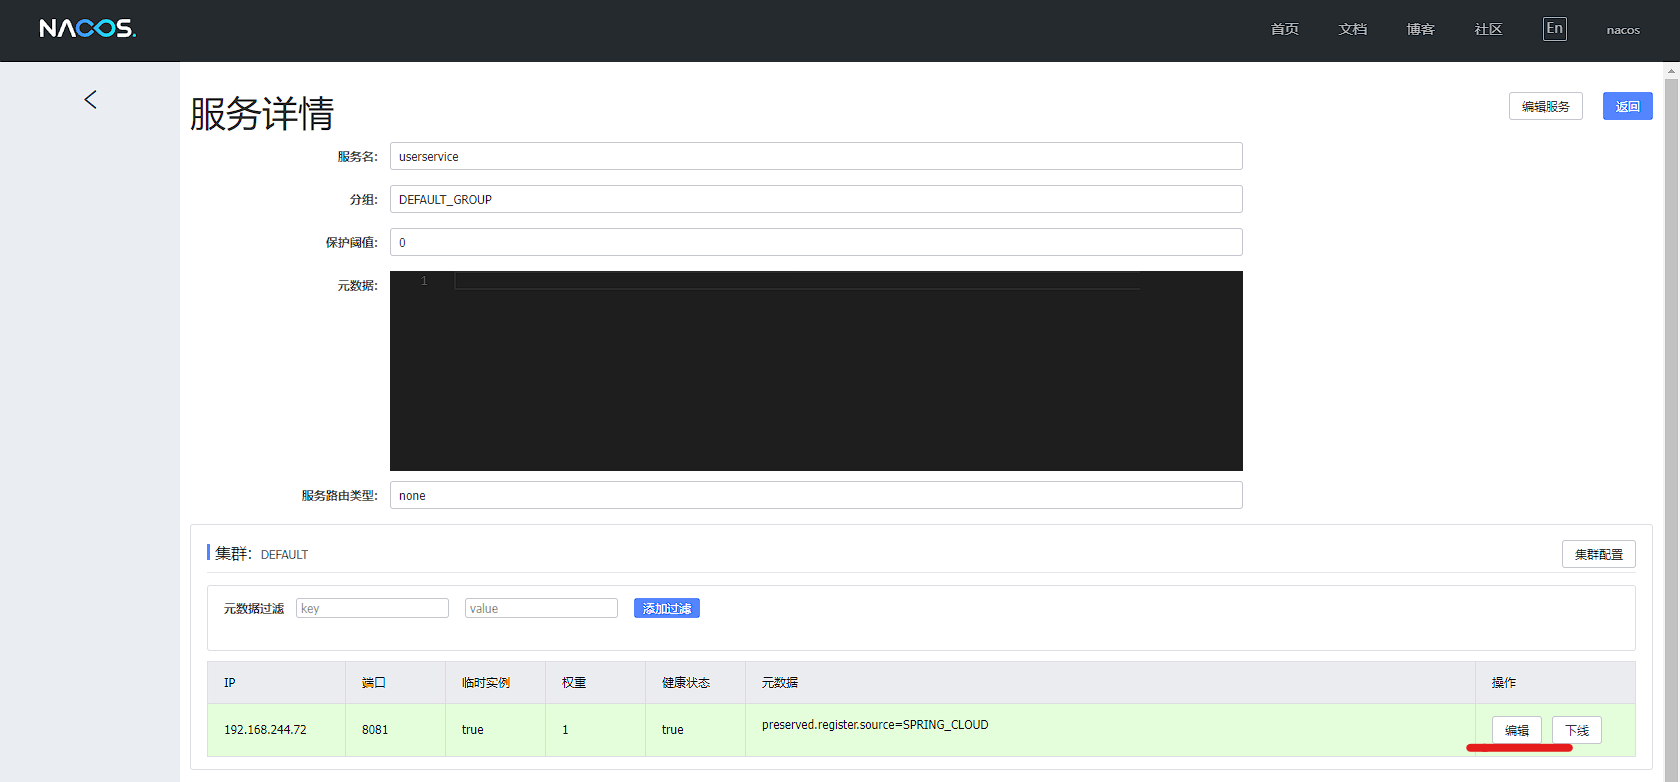 NACOS.
首页 文档 博客 社区 En nacos
服务详情 编辑服务 返回
服务名: userservice
分组: DEFAULT_GROUP
保护阈值: 0
元数据: 1
服务路由类型: none
集群: DEFAULT 集群配置
元数据过滤 key value 添加过滤
IP 端口 临时实例 权重 健康状态 元数据 操作
192.168.244.72 8081 true 1 true preserved.register.source=SPRING_CLOUD 编辑 下线